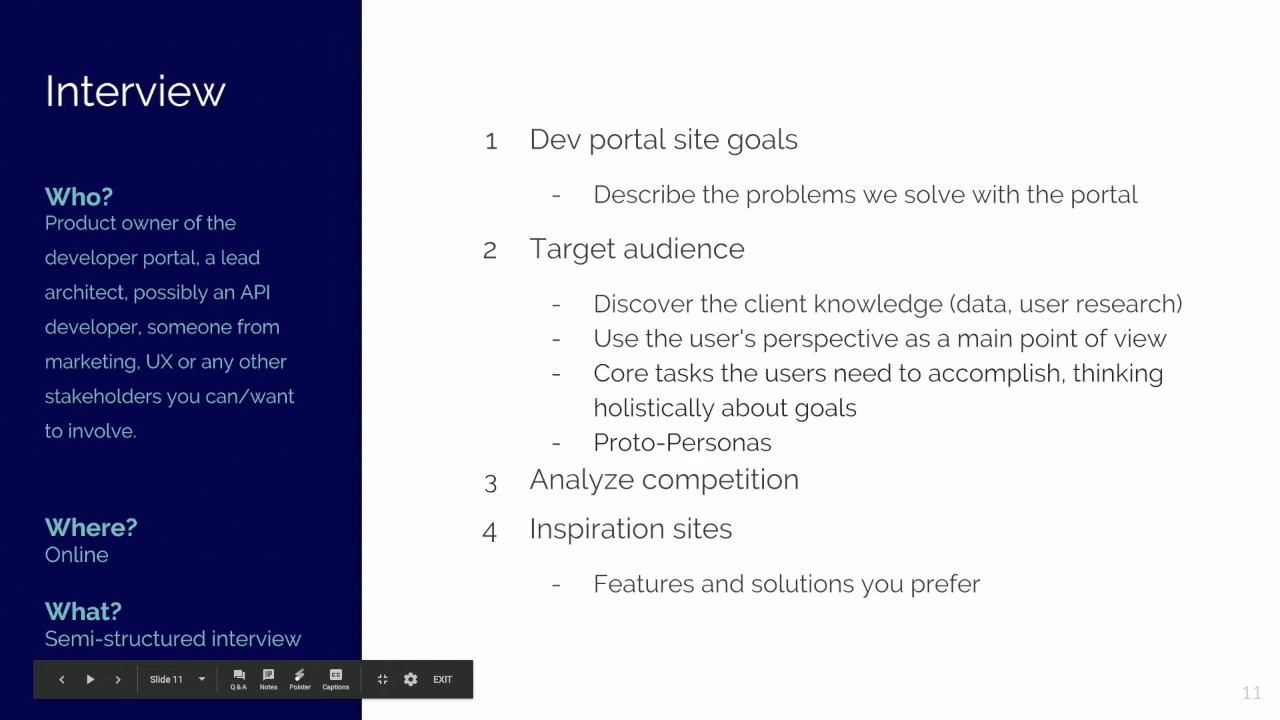 Interview
Who?
Product owner of the
developer portal, a lead
architect, possibly an API
developer, someone from
marketing, UX or any other
stakeholders you can/want
to involve.
Where?
Online
What?
Semi-structured interview
1 Dev portal site goals
- Describe the problems we solve with the portal
2 Target audience
- Discover the client knowledge (data, user research)
- Use the user's perspective as a main point of view
- Core tasks the users need to accomplish, thinking
holistically about goals
- Proto-Personas
3 Analyze competition
4 Inspiration sites
- Features and solutions you prefer
Slide 11
Q&A
Notes
Pointer
CC
Captions
EXIT
11